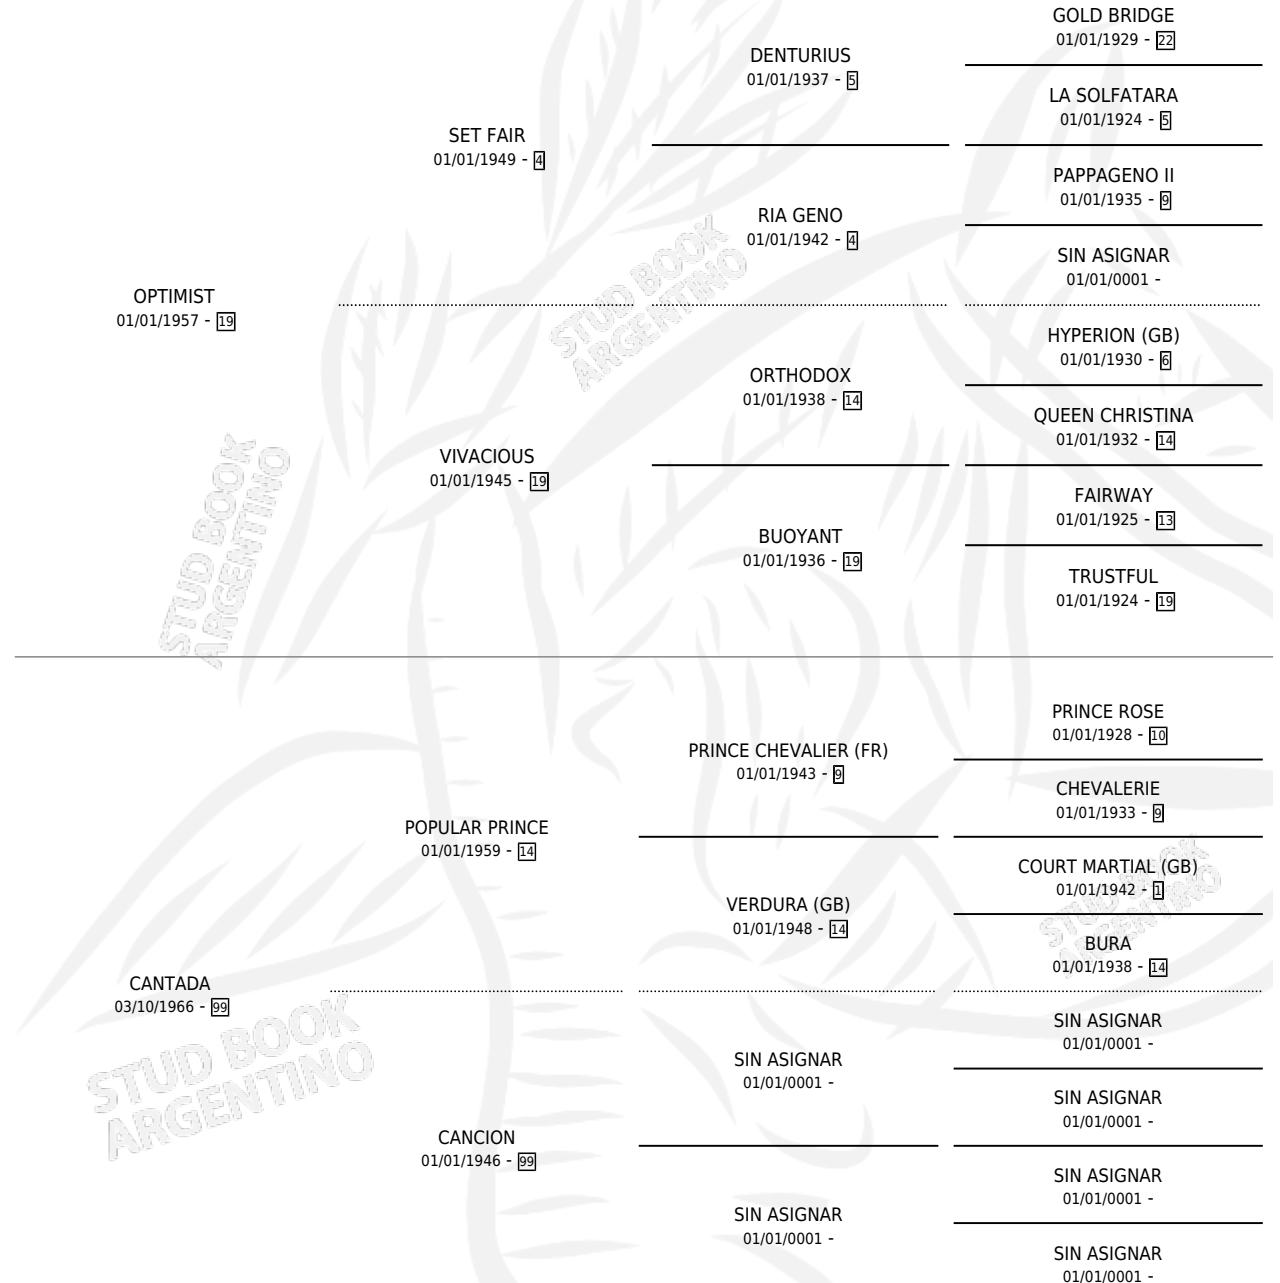 GOLD BRIDGE
01/01/1929 - 22
DENTURIUS
01/01/1937 - 5
LA SOLFATARA
01/01/1924 - 5
SET FAIR
01/01/1949 - 4
PAPPAGENO II
01/01/1935 - 9
RIA GENO
01/01/1942 - 4
SIN ASIGNAR
01/01/0001 -
OPTIMIST
01/01/1957 - 19
HYPERION (GB)
01/01/1930 - 6
ORTHODOX
01/01/1938 - 14
QUEEN CHRISTINA
01/01/1932 - 14
VIVACIOUS
01/01/1945 - 19
FAIRWAY
01/01/1925 - 13
BUOYANT
01/01/1936 - 19
TRUSTFUL
01/01/1924 - 19
PRINCE ROSE
01/01/1928 - 10
PRINCE CHEVALIER (FR)
01/01/1943 - 9
CHEVALERIE
01/01/1933 - 9
POPULAR PRINCE
01/01/1959 - 14
COURT MARTIAL (GB)
01/01/1942 - 1
VERDURA (GB)
01/01/1948 - 14
BURA
01/01/1938 - 14
CANTADA
03/10/1966 - 99
SIN ASIGNAR
01/01/0001 -
SIN ASIGNAR
01/01/0001 -
SIN ASIGNAR
01/01/0001 -
CANCION
01/01/1946 - 99
SIN ASIGNAR
01/01/0001 -
SIN ASIGNAR
01/01/0001 -
SIN ASIGNAR
01/01/0001 -
STUD BOOK
ARGENTINO
STUD BOOK
ARGENTINO
STUD BOOK
ARGENTINO
STUD BOOK
ARGENTINO